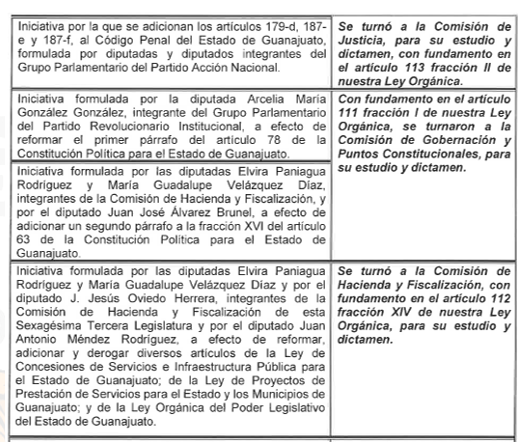 Iniciativa por la que se adicionan los artículos 179-d, 187-
e y 187-f, al Código Penal del Estado de Guanajuato,
formulada por diputadas y diputados integrantes del
Grupo Parlamentario del Partido Acción Nacional.
Se turnó a la Comisión de
Justicia, para su estudio y
dictamen, con fundamento en
el artículo 113 fracción II de
nuestra Ley Orgánica.
Iniciativa formulada por la diputada Arcelia María
González González, integrante del Grupo Parlamentario
del Partido Revolucionario Institucional, a efecto de
reformar el primer párrafo del artículo 78 de la
Constitución Política para el Estado de Guanajuato.
Con fundamento en el artículo
111 fracción I de nuestra Ley
Orgánica, se turnaron a la
Comisión de Gobernación y
Puntos Constitucionales, para
su estudio y dictamen.
Iniciativa formulada por las diputadas Elvira Paniagua
Rodríguez y María Guadalupe Velázquez Díaz,
integrantes de la Comisión de Hacienda y Fiscalización, y
por el diputado Juan José Álvarez Brunel, a efecto de
adicionar un segundo párrafo a la fracción XVI del artículo
63 de la Constitución Política para el Estado de
Guanajuato.
Iniciativa formulada por las diputadas Elvira Paniagua
Rodríguez y María Guadalupe Velázquez Díaz y por el
diputado J. Jesús Oviedo Herrera, integrantes de la
Comisión de Hacienda y Fiscalización de esta
Sexagésima Tercera Legislatura y por el diputado Juan
Antonio Méndez Rodríguez, a efecto de reformar,
adicionar y derogar diversos artículos de la Ley de
Concesiones de Servicios e Infraestructura Pública para
el Estado de Guanajuato; de la Ley de Proyectos de
Prestación de Servicios para el Estado y los Municipios de
Guanajuato; y de la Ley Orgánica del Poder Legislativo
del Estado de Guanajuato.
Se turnó a la Comisión de
Hacienda y Fiscalización, con
fundamento en el artículo 112
fracción XIV de nuestra Ley
Orgánica, para su estudio y
dictamen.